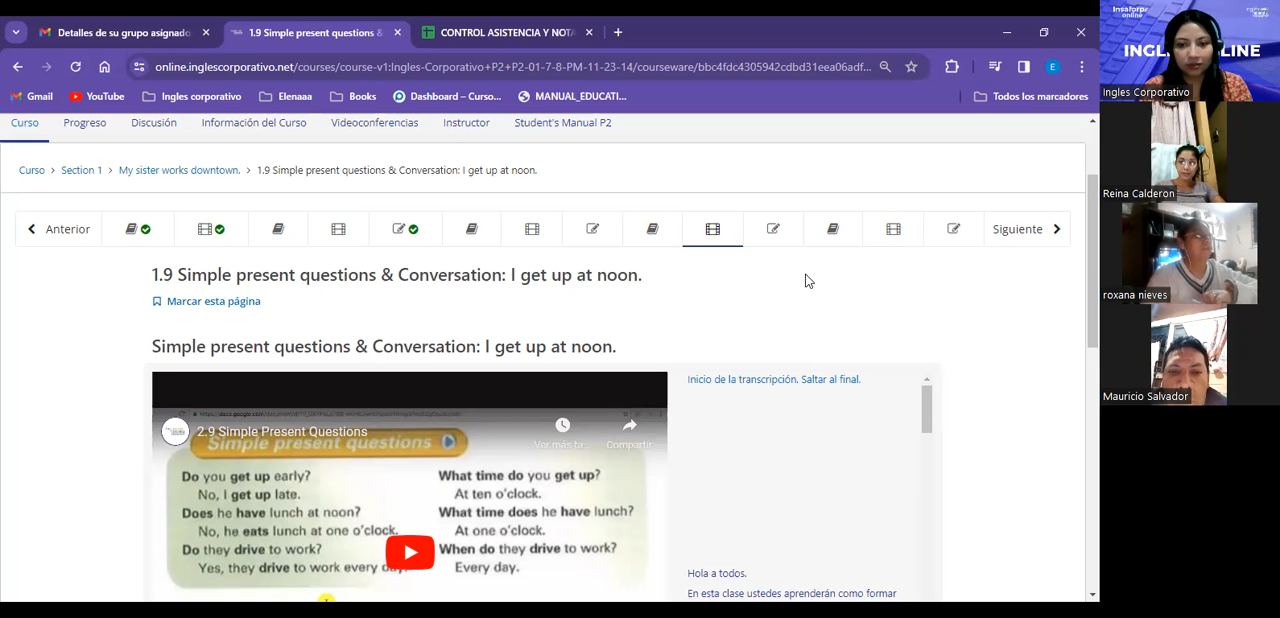 Detalles de su grupo asignado
1.9 Simple present questions &
CONTROL ASISTENCIA Y NOTA
online.inglescorporativo.net/courses/course-v1:Ingles-Corporativo+P2+P2-01-7-8-PM-11-23-14/courseware/bbc4fdc4305942cdbd31eea06adf...
E
Gmail
YouTube
Ingles corporativo
Elenaaa
Books
Dashboard – Curso...
MANUAL_EDUCATI...
Todos los marcadores
Curso
Progreso
Discusión
Información del Curso
Videoconferencias
Instructor
Student's Manual P2
Curso > Section 1 > My sister works downtown. > 1.9 Simple present questions & Conversation: I get up at noon.
Anterior
Siguiente
1.9 Simple present questions & Conversation: I get up at noon.
Marcar esta página
Simple present questions & Conversation: I get up at noon.
2.9 Simple Present Questions
Ver más ta...
Compartir
Simple present questions
Do you get up early?
No, I get up late.
Does he have lunch at noon?
No, he eats lunch at one o'clock.
Do they drive to work?
Yes, they drive to work every day.
What time do you get up?
At ten o'clock.
What time does he have lunch?
At one o'clock.
When do they drive to work?
Every day.
Inicio de la transcripción. Saltar al final.
Hola a todos.
En esta clase ustedes aprenderán como formar
Insaforp
online
INGL
LINE
Ingles Corporativo
Reina Calderon
roxana nieves
Mauricio Salvador